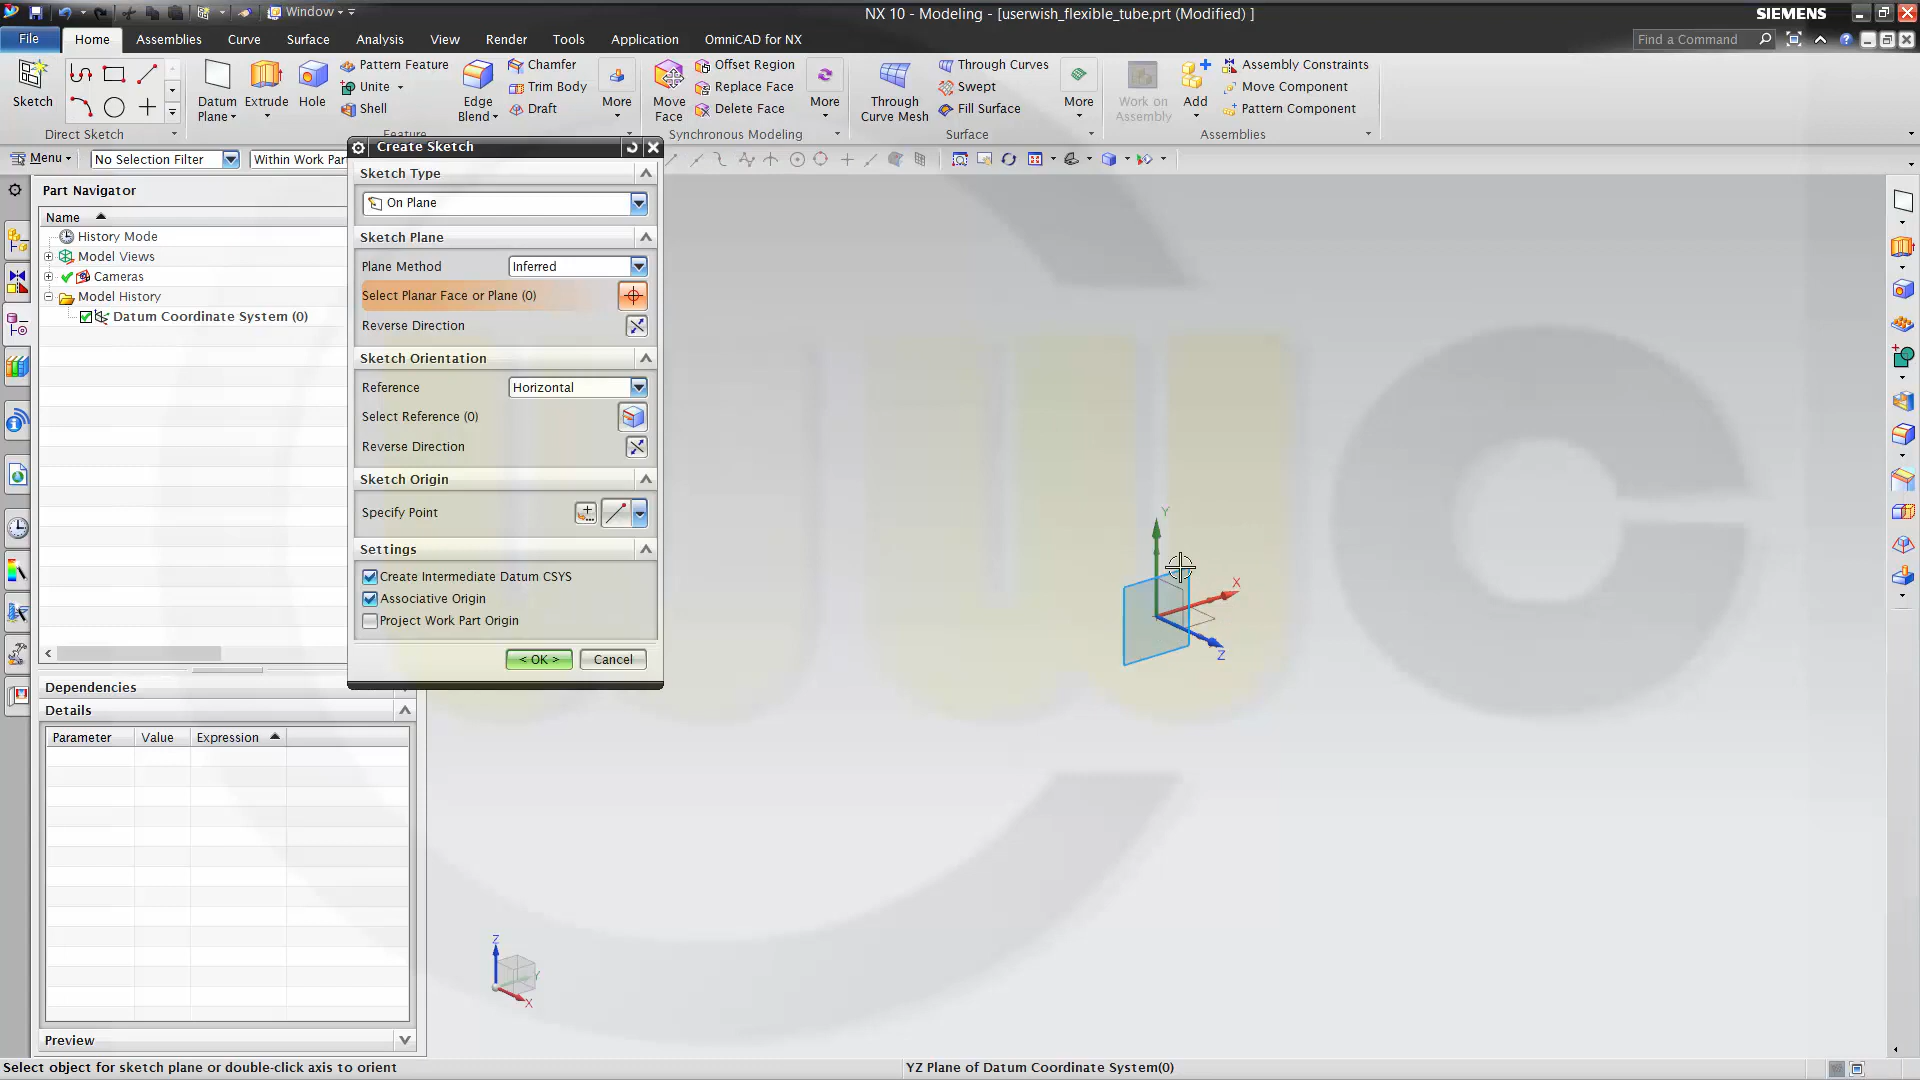 Window
NX 10 - Modeling - [userwish_flexible_tube.prt (Modified) ]
SIEMENS
File
Home
Assemblies
Curve
Surface
Analysis
View
Render
Tools
Application
OmniCAD for NX
Find a Command
Sketch
Direct Sketch
Datum Plane
Extrude
Hole
Pattern Feature
Unite
Shell
Edge Blend
Chamfer
Trim Body
Draft
More
Feature
Move Face
Offset Region
Replace Face
Delete Face
More
Synchronous Modeling
Through Curve Mesh
Through Curves
Swept
Fill Surface
More
Surface
Work on Assembly
Add
Assembly Constraints
Move Component
Pattern Component
Assemblies
Menu
No Selection Filter
Within Work Par
Part Navigator
Name
History Mode
Model Views
Cameras
Model History
Datum Coordinate System (0)
Dependencies
Details
Parameter
Value
Expression
Preview
Create Sketch
Sketch Type
On Plane
Sketch Plane
Plane Method
Inferred
Select Planar Face or Plane (0)
Reverse Direction
Sketch Orientation
Reference
Horizontal
Select Reference (0)
Reverse Direction
Sketch Origin
Specify Point
Settings
Create Intermediate Datum CSYS
Associative Origin
Project Work Part Origin
< OK >
Cancel
Y
X
Z
Z
Y
X
Select object for sketch plane or double-click axis to orient
YZ Plane of Datum Coordinate System(0)